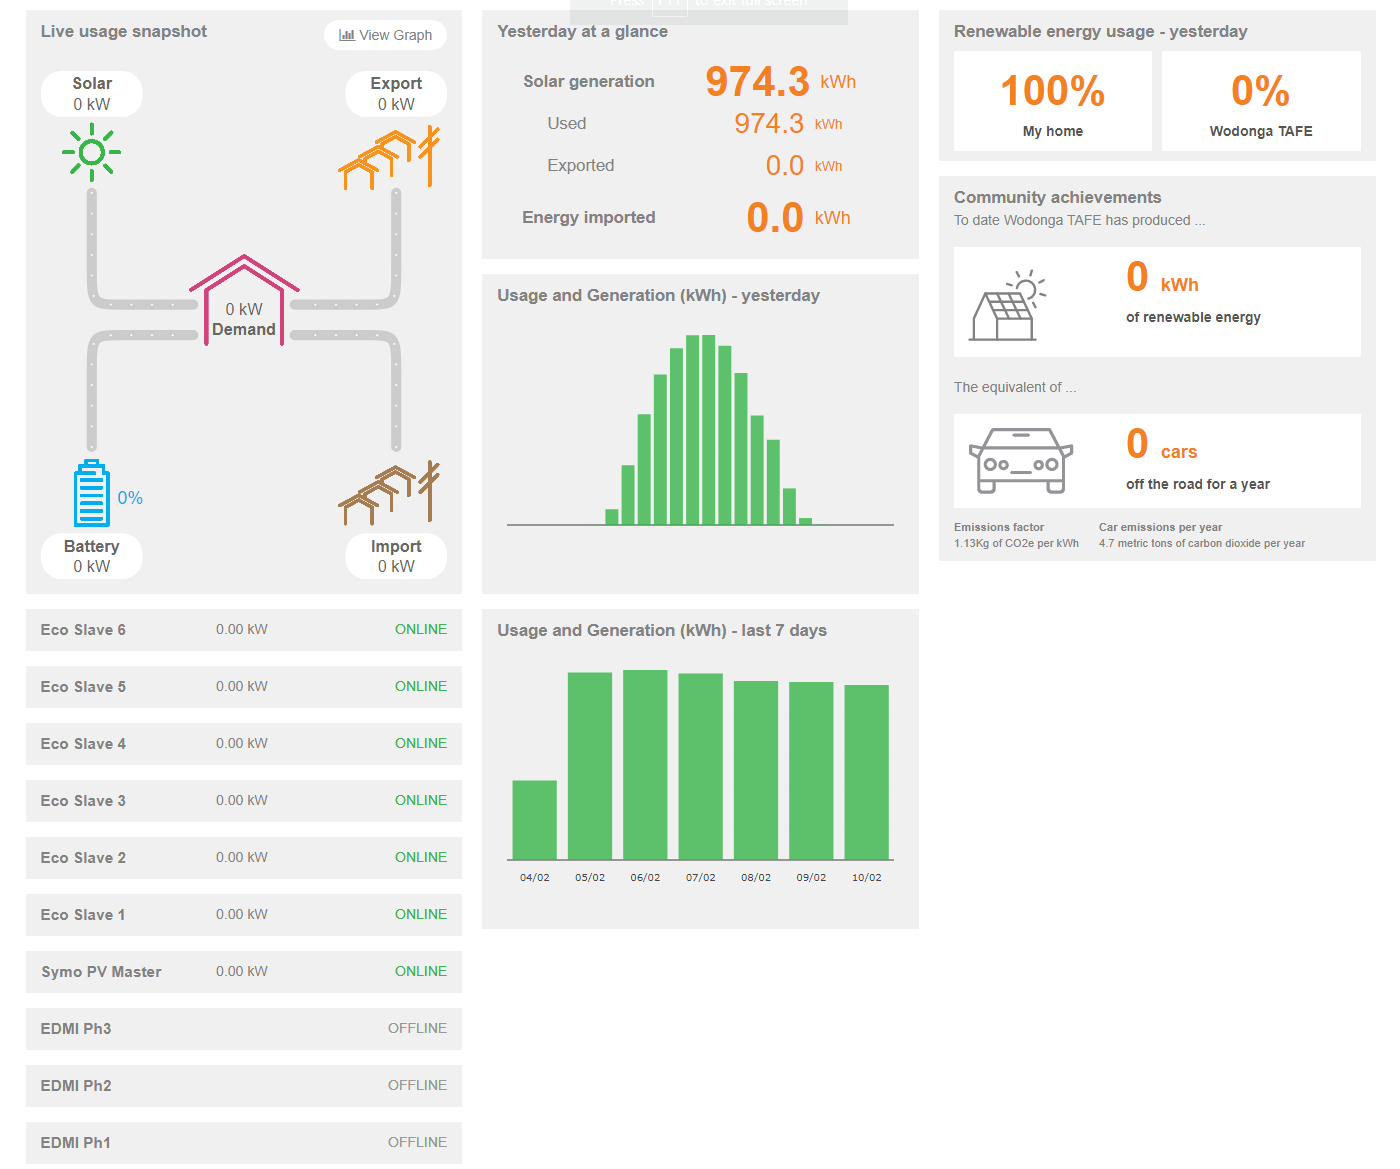 Press F11 to exit full screen
Live usage snapshot
View Graph
Solar
0 kW
Export
0 kW
0 kW
Demand
0%
Battery
0 kW
Import
0 kW
Eco Slave 6 0.00 kW ONLINE
Eco Slave 5 0.00 kW ONLINE
Eco Slave 4 0.00 kW ONLINE
Eco Slave 3 0.00 kW ONLINE
Eco Slave 2 0.00 kW ONLINE
Eco Slave 1 0.00 kW ONLINE
Symo PV Master 0.00 kW ONLINE
EDMI Ph3 OFFLINE
EDMI Ph2 OFFLINE
EDMI Ph1 OFFLINE
Yesterday at a glance
Solar generation 974.3 kWh
Used 974.3 kWh
Exported 0.0 kWh
Energy imported 0.0 kWh
Usage and Generation (kWh) - yesterday
Usage and Generation (kWh) - last 7 days
04/02 05/02 06/02 07/02 08/02 09/02 10/02
Renewable energy usage - yesterday
100%
My home
0%
Wodonga TAFE
Community achievements
To date Wodonga TAFE has produced ...
0 kWh
of renewable energy
The equivalent of ...
0 cars
off the road for a year
Emissions factor
1.13Kg of CO2e per kWh
Car emissions per year
4.7 metric tons of carbon dioxide per year